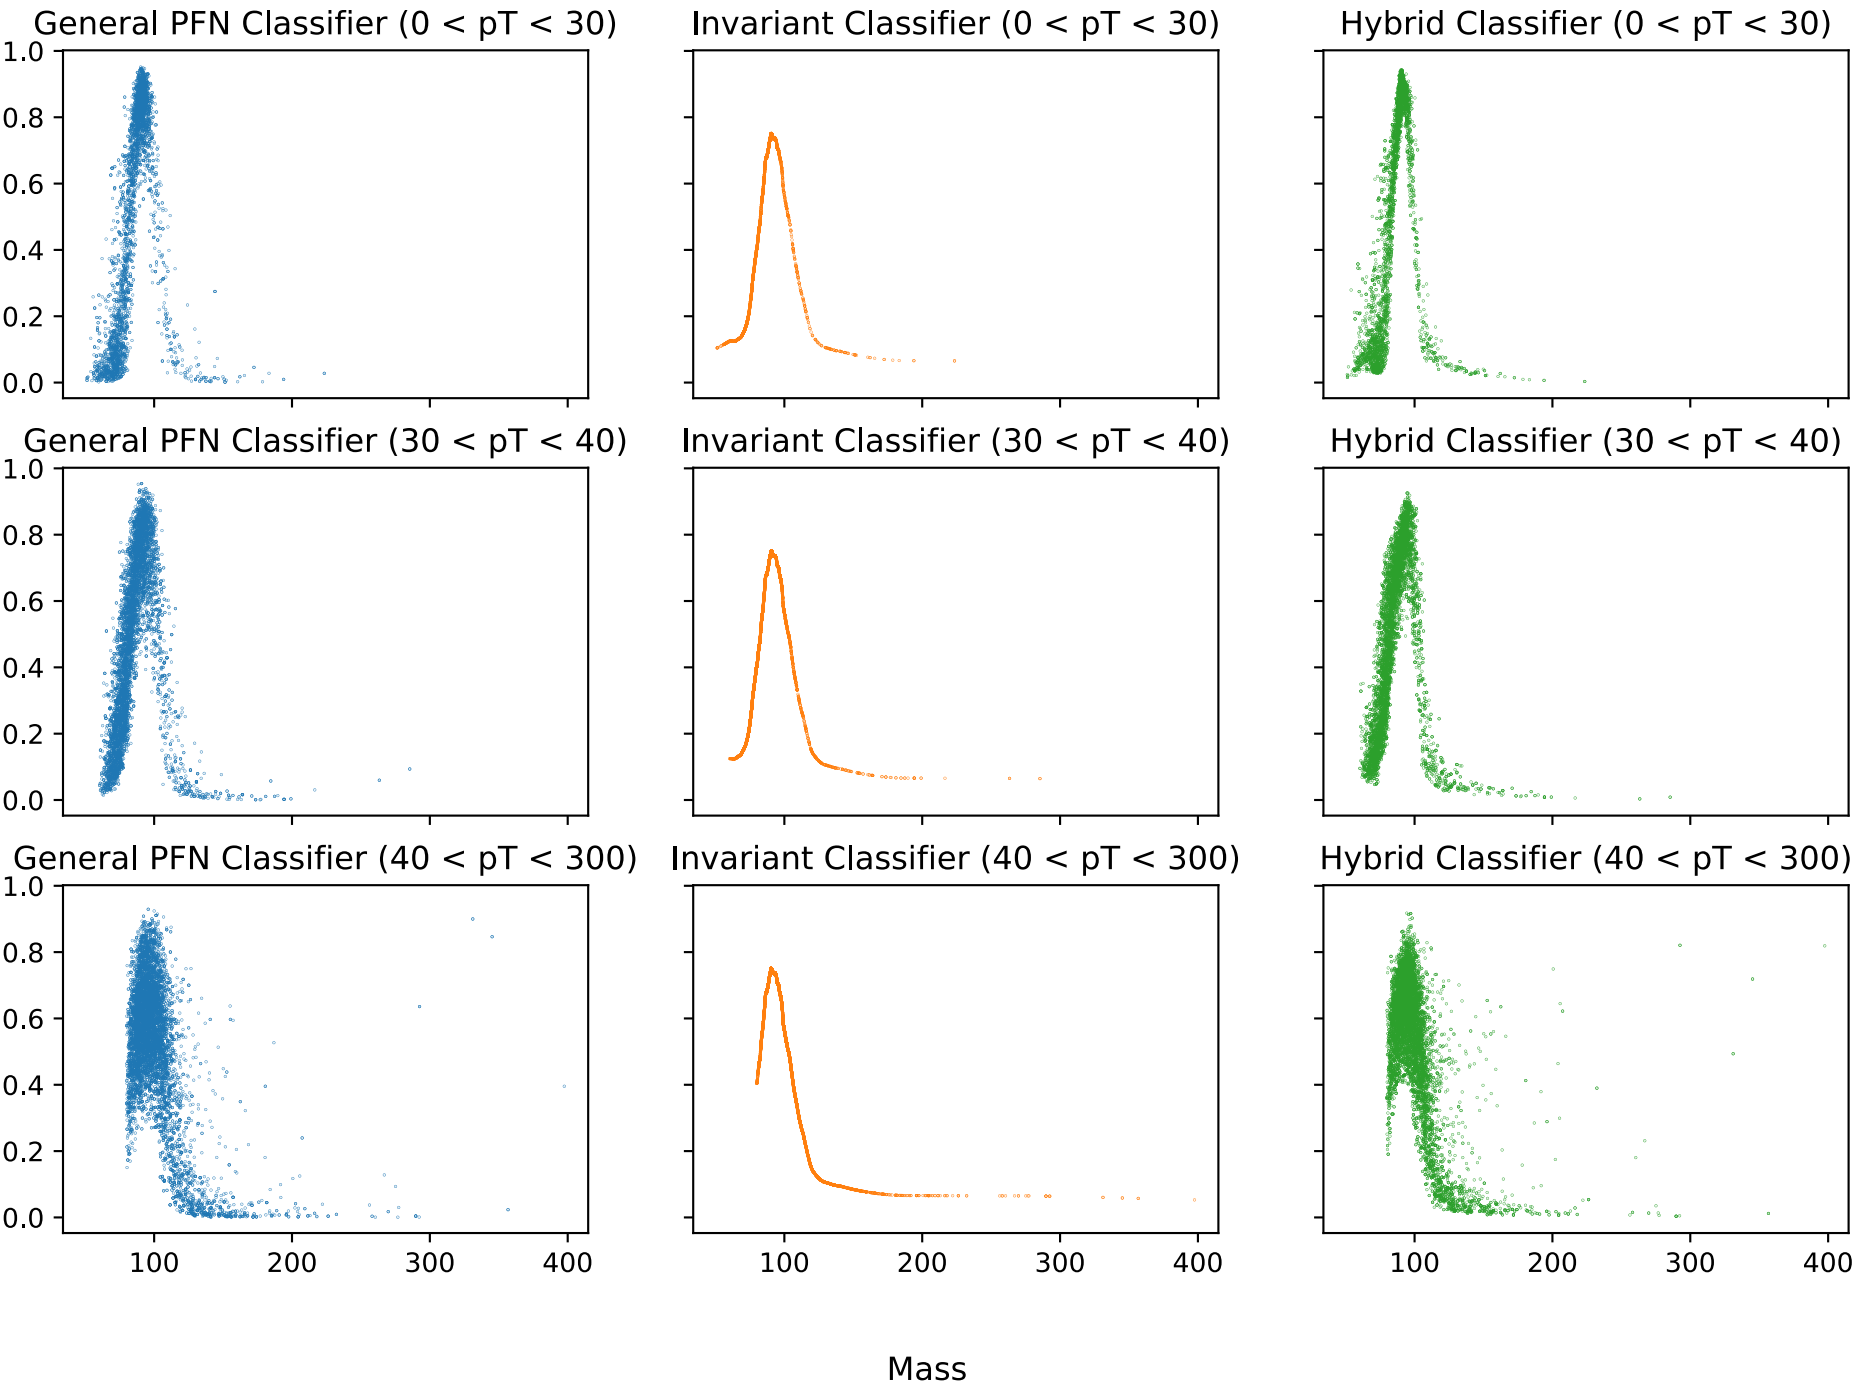 General PFN Classifier (0 < pT < 30)
Invariant Classifier (0 < pT < 30)
Hybrid Classifier (0 < pT < 30)
1.0
0.8
0.6
0.4
0.2
0.0
General PFN Classifier (30 < pT < 40)
Invariant Classifier (30 < pT < 40)
Hybrid Classifier (30 < pT < 40)
1.0
0.8
0.6
0.4
0.2
0.0
General PFN Classifier (40 < pT < 300)
Invariant Classifier (40 < pT < 300)
Hybrid Classifier (40 < pT < 300)
1.0
0.8
0.6
0.4
0.2
0.0
100 200 300 400
100 200 300 400
100 200 300 400
Mass